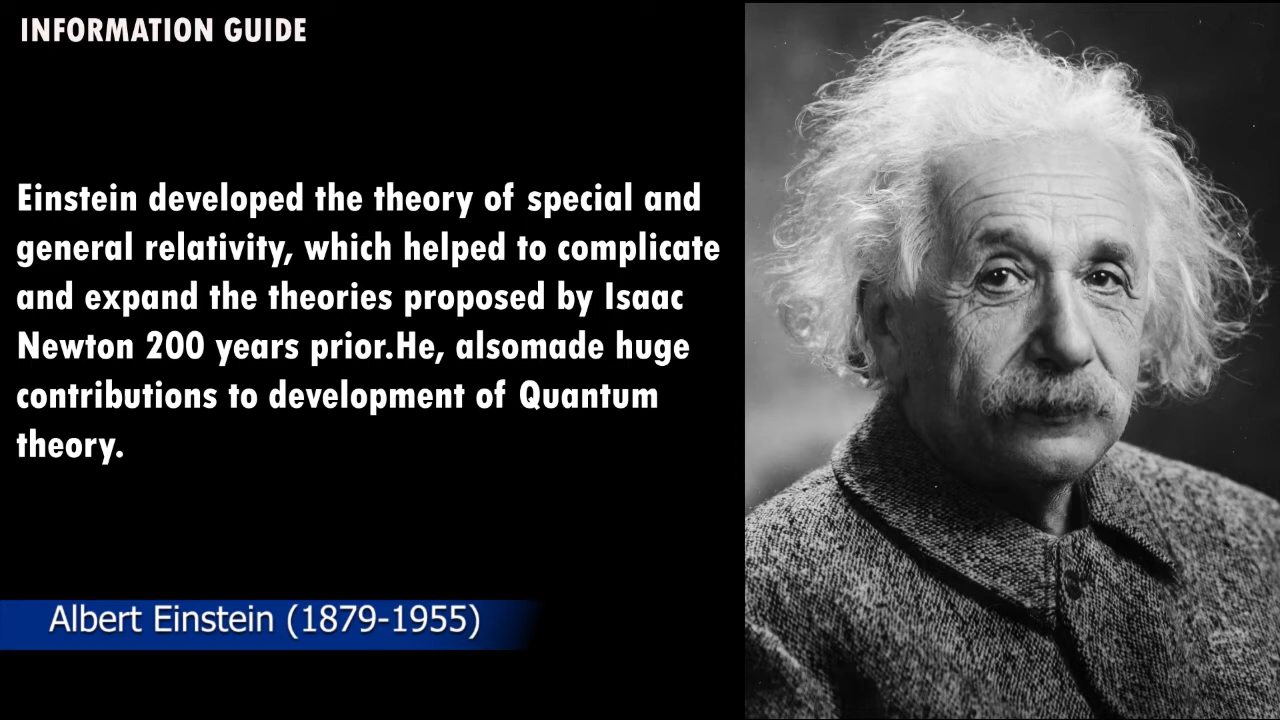 INFORMATION GUIDE
Einstein developed the theory of special and
general relativity, which helped to complicate
and expand the theories proposed by Isaac
Newton 200 years prior.He, alsomade huge
contributions to development of Quantum
theory.
Albert Einstein (1879-1955)